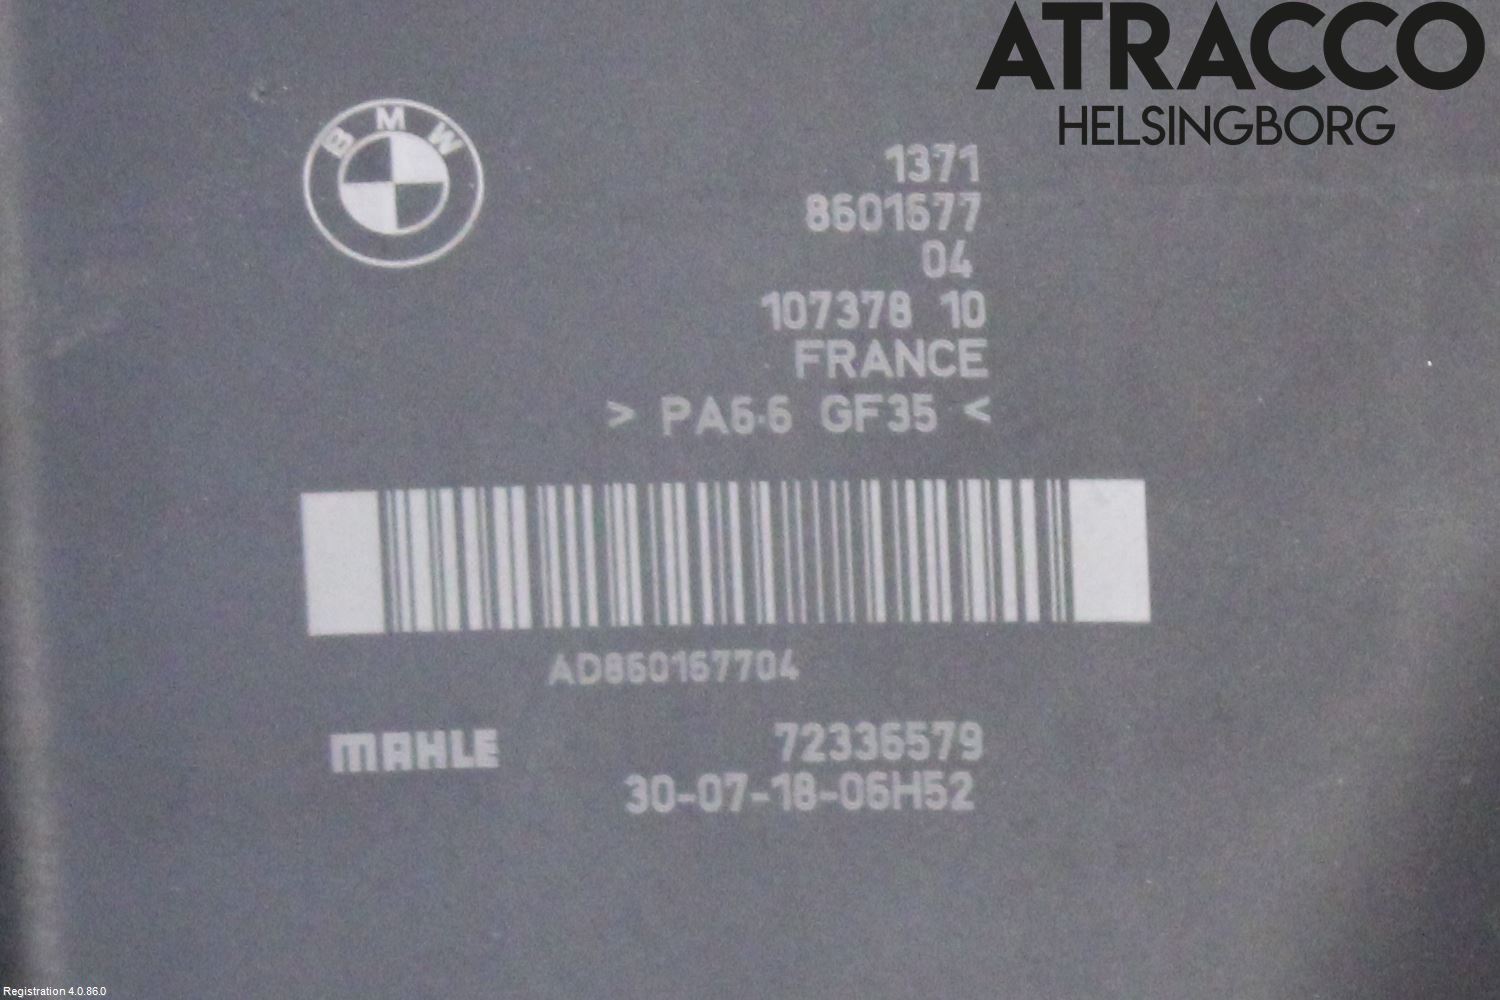 ATRACCO
HELSINGBORG
BMW
1371
8601677
04
107378 10
FRANCE
> PA6·6 GF35 <
AD860167704
MAHLE
72336579
30-07-18-06H52
Registration 4.0.86.0